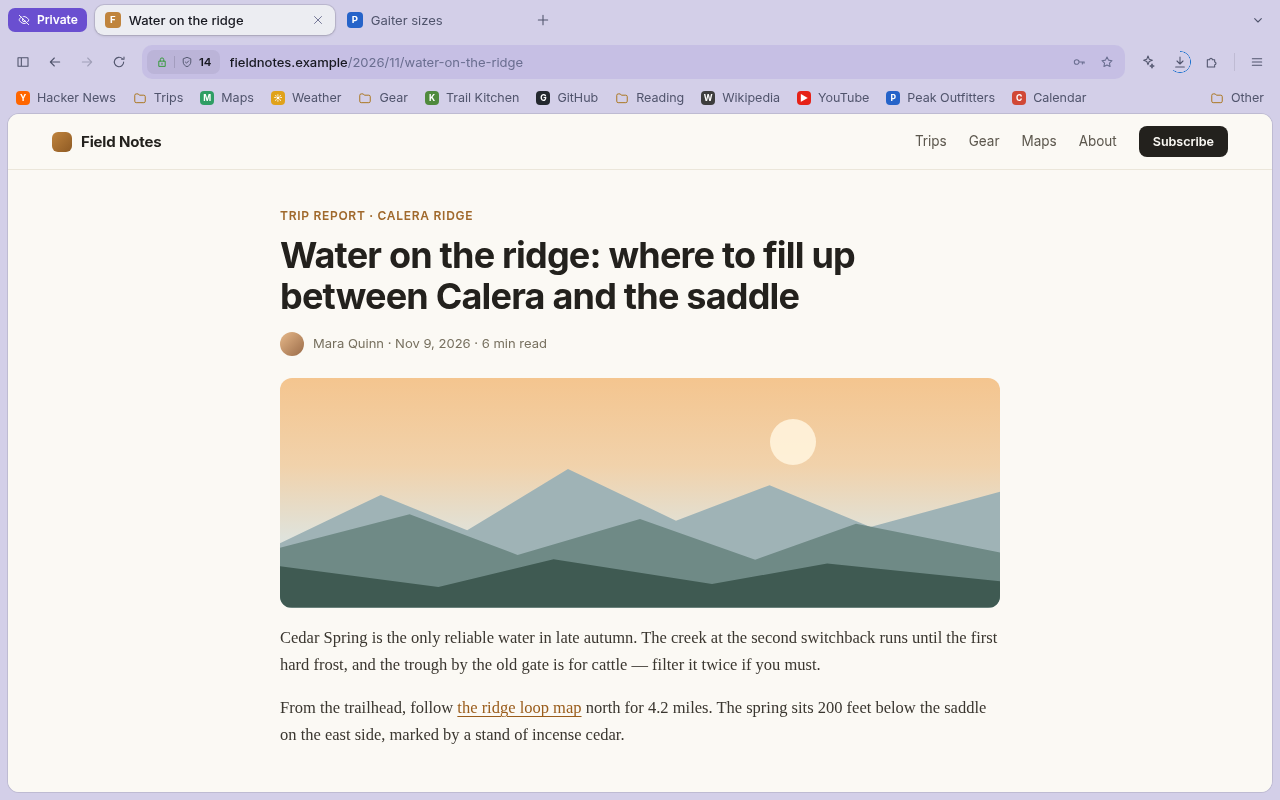 Private
F Water on the ridge
P Gaiter sizes
14 fieldnotes.example/2026/11/water-on-the-ridge
Y Hacker News Trips M Maps Weather Gear K Trail Kitchen G GitHub Reading W Wikipedia YouTube P Peak Outfitters C Calendar Other
Field Notes Trips Gear Maps About Subscribe
TRIP REPORT · CALERA RIDGE
Water on the ridge: where to fill up
between Calera and the saddle
Mara Quinn · Nov 9, 2026 · 6 min read
Cedar Spring is the only reliable water in late autumn. The creek at the second switchback runs until the first
hard frost, and the trough by the old gate is for cattle — filter it twice if you must.
From the trailhead, follow the ridge loop map north for 4.2 miles. The spring sits 200 feet below the saddle
on the east side, marked by a stand of incense cedar.